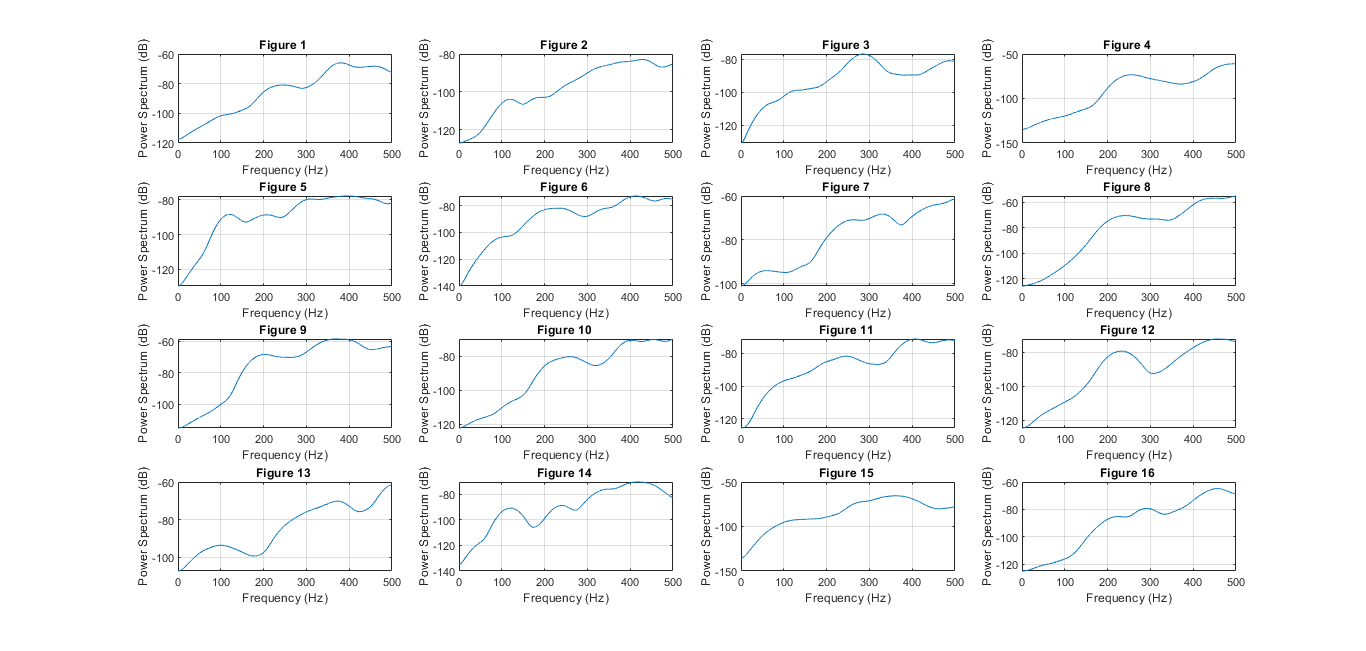 Figure 1
Power Spectrum (dB)
-60
-80
-100
-120
0 100 200 300 400 500
Frequency (Hz)
Figure 2
Power Spectrum (dB)
-80
-100
-120
0 100 200 300 400 500
Frequency (Hz)
Figure 3
Power Spectrum (dB)
-80
-100
-120
0 100 200 300 400 500
Frequency (Hz)
Figure 4
Power Spectrum (dB)
-50
-100
-150
0 100 200 300 400 500
Frequency (Hz)
Figure 5
Power Spectrum (dB)
-80
-100
-120
0 100 200 300 400 500
Frequency (Hz)
Figure 6
Power Spectrum (dB)
-80
-100
-120
-140
0 100 200 300 400 500
Frequency (Hz)
Figure 7
Power Spectrum (dB)
-60
-80
-100
0 100 200 300 400 500
Frequency (Hz)
Figure 8
Power Spectrum (dB)
-60
-80
-100
-120
0 100 200 300 400 500
Frequency (Hz)
Figure 9
Power Spectrum (dB)
-60
-80
-100
0 100 200 300 400 500
Frequency (Hz)
Figure 10
Power Spectrum (dB)
-80
-100
-120
0 100 200 300 400 500
Frequency (Hz)
Figure 11
Power Spectrum (dB)
-80
-100
-120
0 100 200 300 400 500
Frequency (Hz)
Figure 12
Power Spectrum (dB)
-80
-100
-120
0 100 200 300 400 500
Frequency (Hz)
Figure 13
Power Spectrum (dB)
-60
-80
-100
0 100 200 300 400 500
Frequency (Hz)
Figure 14
Power Spectrum (dB)
-80
-100
-120
-140
0 100 200 300 400 500
Frequency (Hz)
Figure 15
Power Spectrum (dB)
-50
-100
-150
0 100 200 300 400 500
Frequency (Hz)
Figure 16
Power Spectrum (dB)
-60
-80
-100
-120
0 100 200 300 400 500
Frequency (Hz)